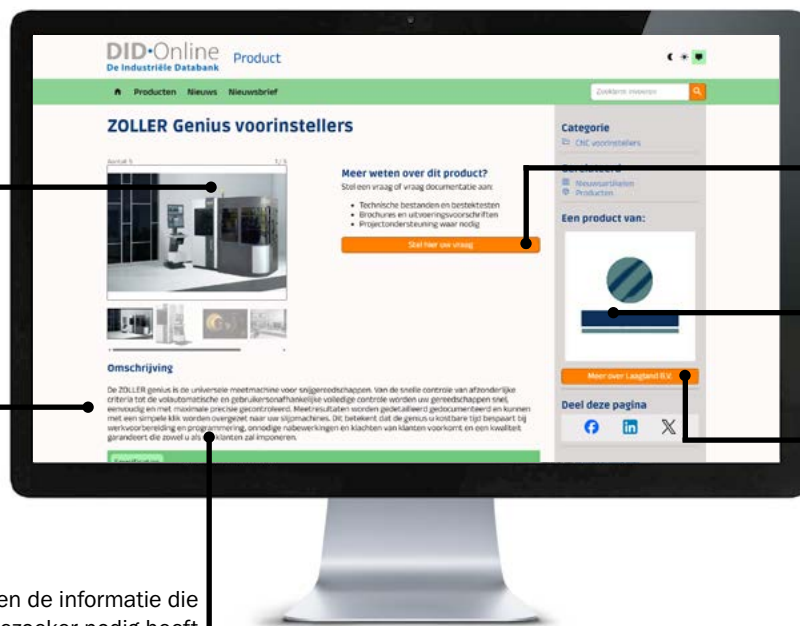 DID•Online Product
De Industriële Databank
Producten Nieuws Nieuwsbrief
Zoekterm invoeren
ZOLLER Genius voorinstellers
Aantal 5
1 / 5
Meer weten over dit product?
Stel een vraag of vraag documentatie aan:
• Technische bestanden en bestektesten
• Brochures en uitvoeringsvoorschriften
• Projectondersteuning waar nodig
Stel hier uw vraag
Omschrijving
De ZOLLER genius is de universele meetmachine voor snijgereedschappen. Van de snelle controle van afzonderlijke
criteria tot de volautomatische en gebruikersonafhankelijke volledige controle worden uw gereedschappen snel,
eenvoudig en met maximale precisie gecontroleerd. Meetresultaten worden gedetailleerd gedocumenteerd en kunnen
met een simpele klik worden overgezet naar uw slijpmachines. Dit betekent dat de genius u kostbare tijd bespaart bij
werkvoorbereiding en programmering, onnodige nabewerkingen en klachten van klanten voorkomt en een kwaliteit
garandeert die zowel u als klanten zal imponeren.
Specificaties
Categorie
CNC voorinstellers
Gerelateerd
Nieuwsartikelen
Producten
Een product van:
Meer over Laagland B.V.
Deel deze pagina
en de informatie die
zoeker nodig heeft